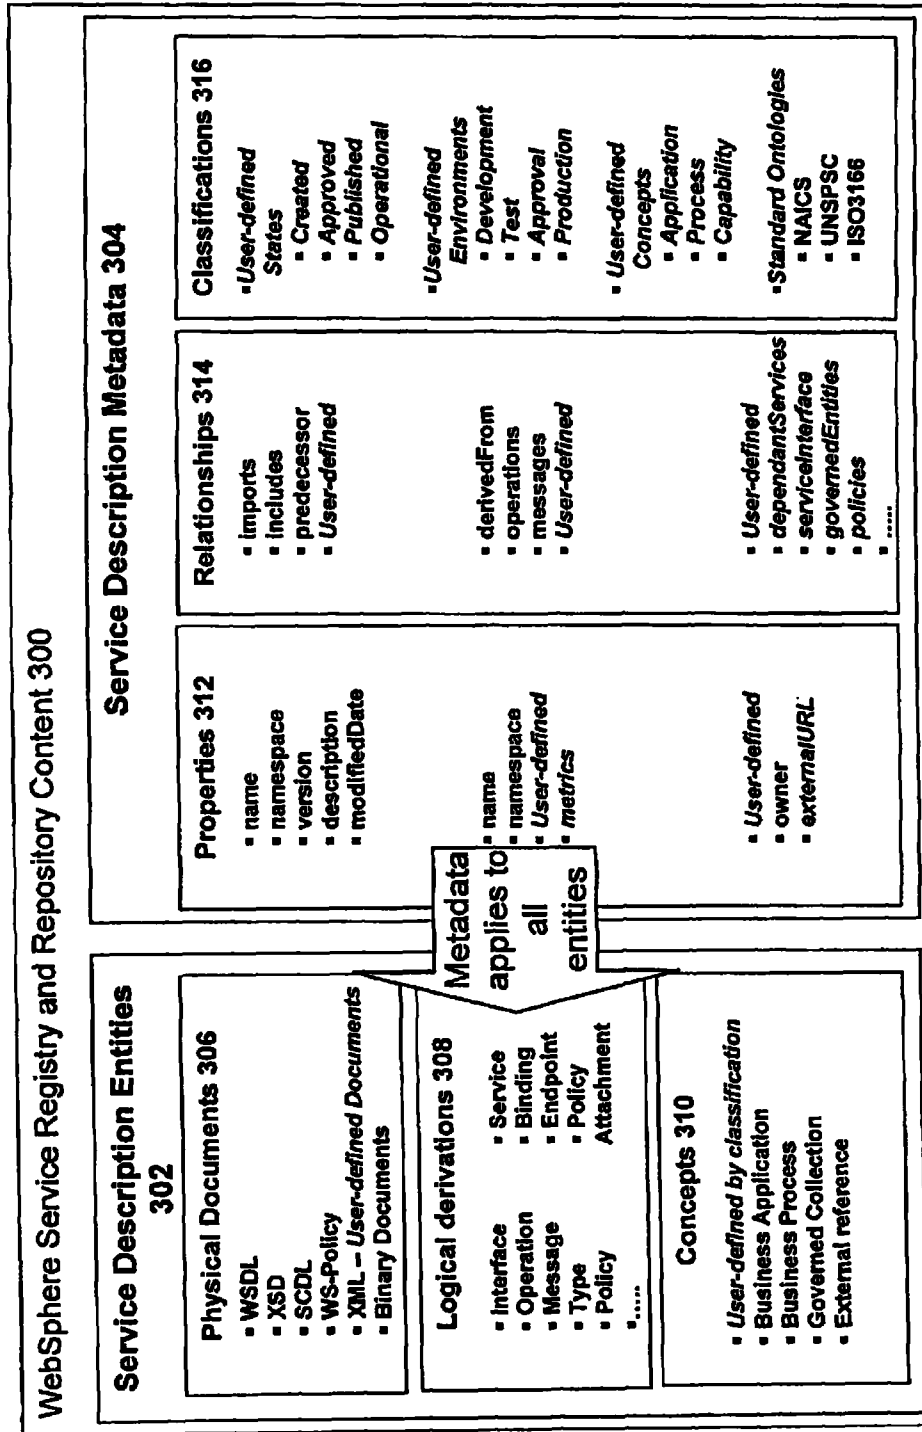 WebSphere Service Registry and Repository Content 300
Service Description Entities
302
Physical Documents 306
▪ WSDL
▪ XSD
▪ SCDL
▪ WS-Policy
▪ XML – User-defined Documents
▪ Binary Documents
Logical derivations 308
▪ Interface
▪ Operation
▪ Message
▪ Type
▪ Policy
▪.....
▪ Service
▪ Binding
▪ Endpoint
▪ Policy
Attachment
Concepts 310
▪ User-defined by classification
▪ Business Application
▪ Business Process
▪ Governed Collection
▪ External reference
Metadata
applies to
all
entities
Service Description Metadata 304
Properties 312
▪ name
▪ namespace
▪ version
▪ description
▪ modifiedDate
▪ name
▪ namespace
▪ User-defined
▪ metrics
▪ User-defined
▪ owner
▪ externalURL
Relationships 314
▪ imports
▪ includes
▪ predecessor
▪ User-defined
▪ derivedFrom
▪ operations
▪ messages
▪ User-defined
▪ User-defined
▪ dependantServices
▪ serviceInterface
▪ governedEntities
▪ policies
▪ .....
Classifications 316
▪User-defined
States
▪ Created
▪ Approved
▪ Published
▪ Operational
▪User-defined
Environments
▪ Development
▪ Test
▪ Approval
▪ Production
▪ User-defined
Concepts
▪ Application
▪ Process
▪ Capability
▪Standard Ontologies
▪ NAICS
▪ UNSPSC
▪ ISO3166